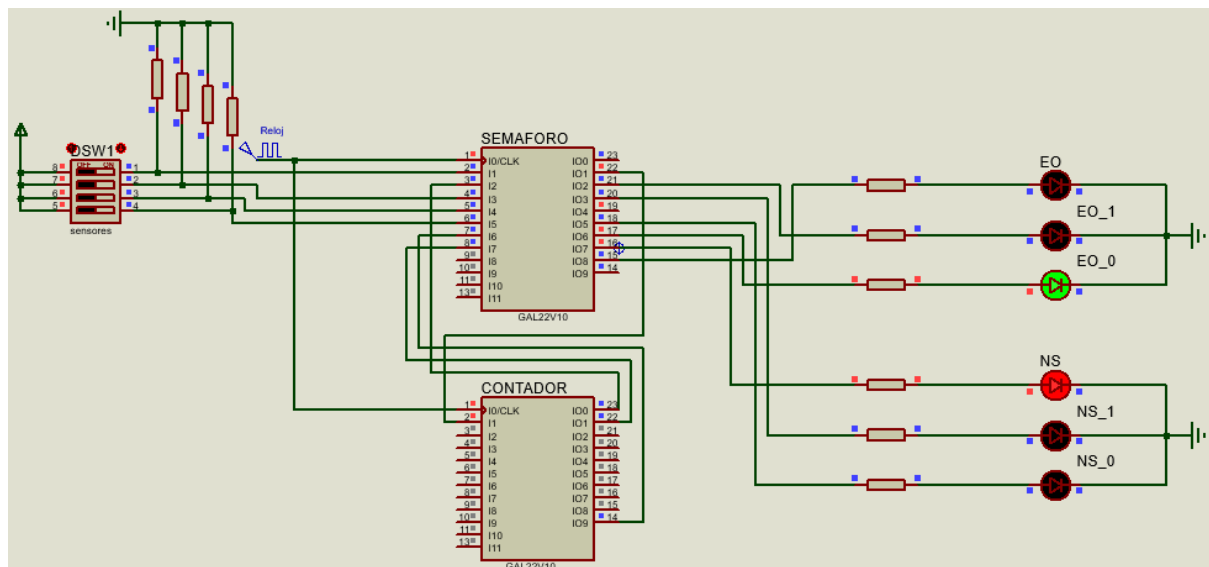 Reloj
DSW1
OFF ON
8 1
7 2
6 3
5 4
sensores
SEMAFORO
1 I0/CLK IO0 23
2 I1 IO1 22
3 I2 IO2 21
4 I3 IO3 20
5 I4 IO4 19
6 I5 IO5 18
7 I6 IO6 17
8 I7 IO7 16
9 I8 IO8 15
10 I9 IO9 14
11 I10
13 I11
GAL22V10
CONTADOR
1 I0/CLK IO0 23
2 I1 IO1 22
3 I2 IO2 21
4 I3 IO3 20
5 I4 IO4 19
6 I5 IO5 18
7 I6 IO6 17
8 I7 IO7 16
9 I8 IO8 15
10 I9 IO9 14
11 I10
13 I11
GAL22V10
EO
EO_1
EO_0
NS
NS_1
NS_0